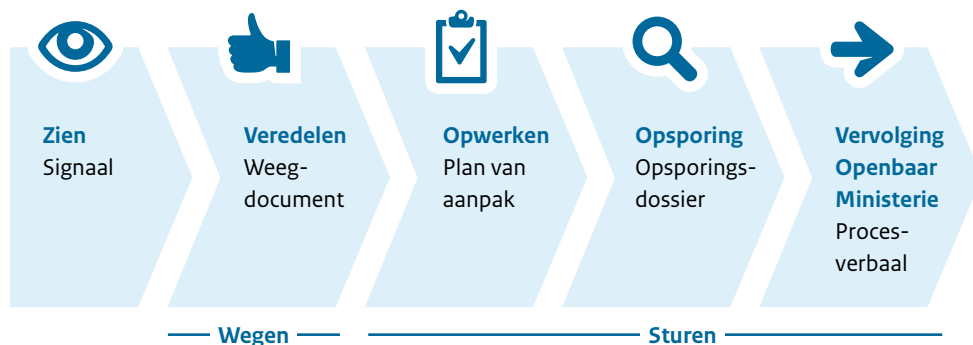 Zien
Signaal
Veredelen
Weeg-
document
Opwerken
Plan van
aanpak
Opsporing
Opsporings-
dossier
Vervolging
Openbaar
Ministerie
Proces-
verbaal
Wegen
Sturen